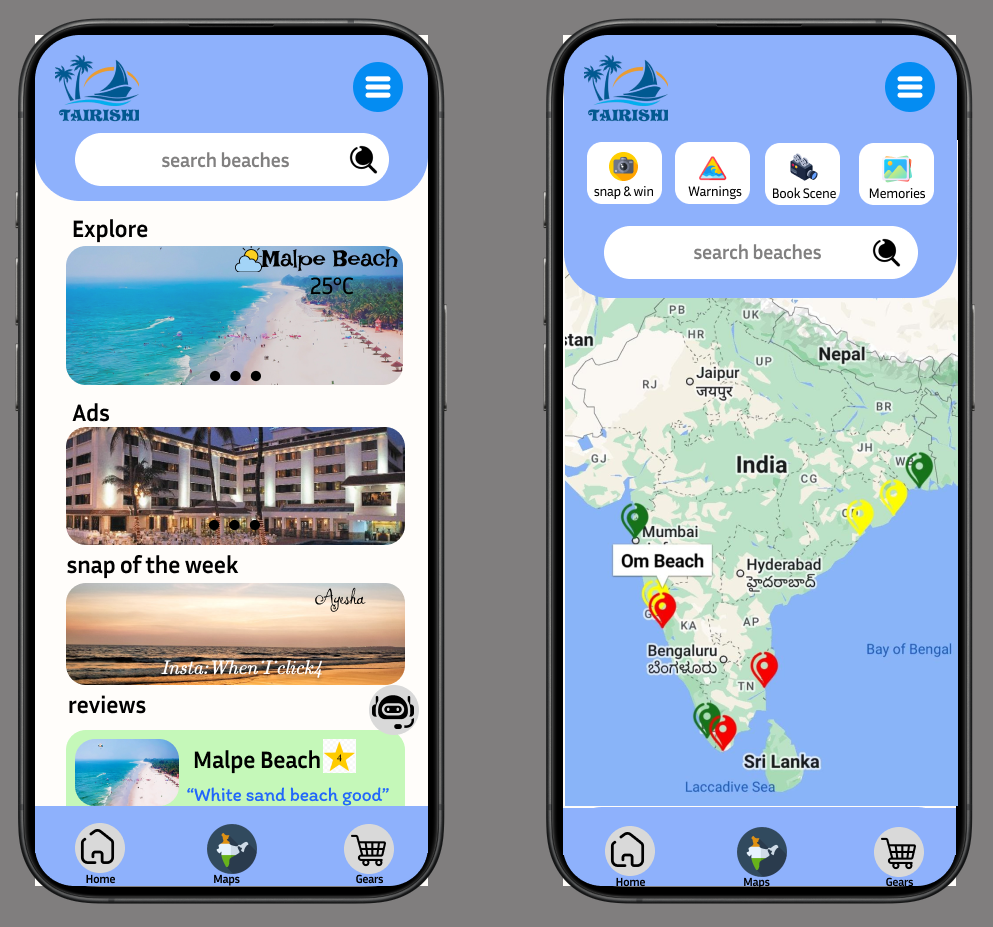 TAIRISHI
search beaches
Explore
Malpe Beach
25°C
Ads
snap of the week
Ayesha
Insta:When I click4
reviews
Malpe Beach
4
“White sand beach good”
Home
Maps
Gears
TAIRISHI
snap & win
Warnings
Book Scene
Memories
search beaches
PB
UK
HR
stan
Nepal
UP
Jaipur
RJ
जयपुर
BR
JH
GJ
India
W
CG
Mumbai
Om Beach
Hyderabad
హైదరాబాద్
G
KA
AP
Bengaluru
ಬೆಂಗಳೂರು
Bay of Bengal
TN
Sri Lanka
Laccadive Sea
Home
Maps
Gears